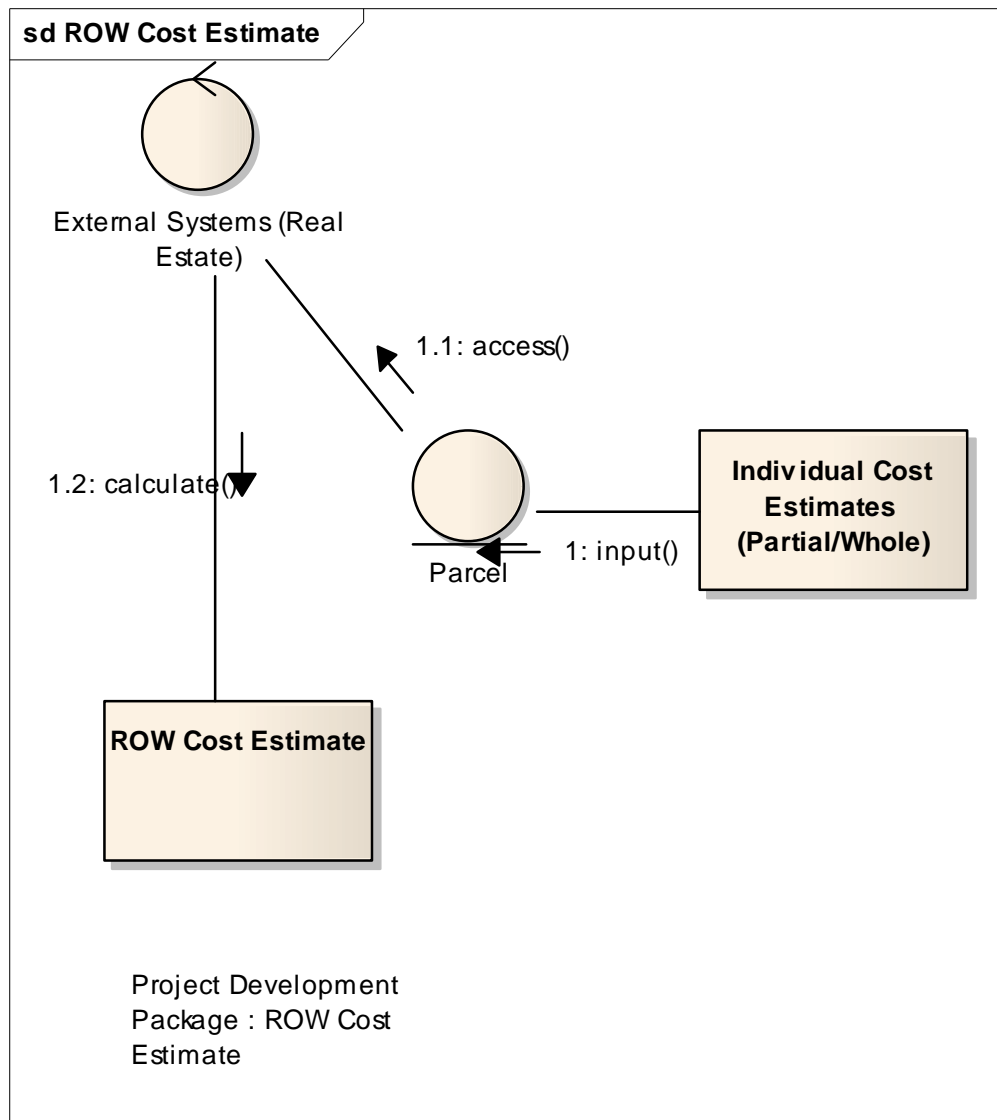 sd ROW Cost Estimate
External Systems (Real
Estate)
1.1: access()
1.2: calculate()
Individual Cost
Estimates
(Partial/Whole)
1: input()
Parcel
ROW Cost Estimate
Project Development
Package : ROW Cost
Estimate